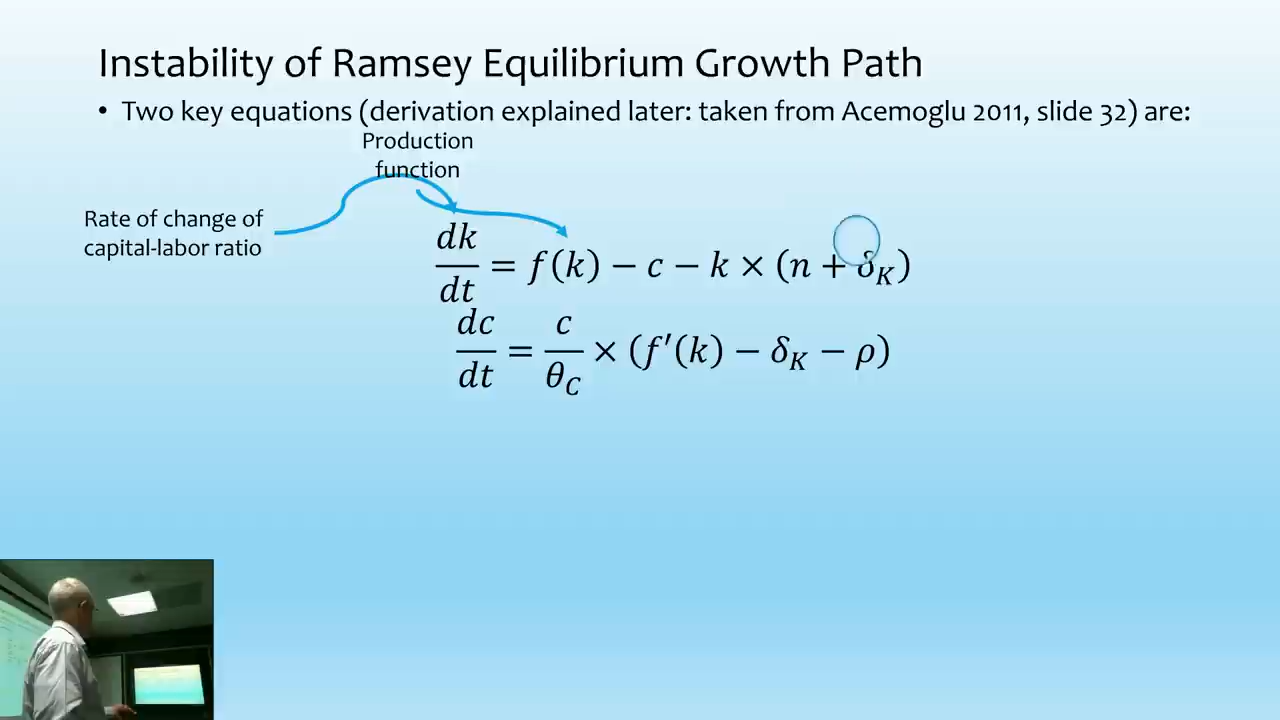 Instability of Ramsey Equilibrium Growth Path
• Two key equations (derivation explained later: taken from Acemoglu 2011, slide 32) are:
Production
function
Rate of change of
capital-labor ratio
dk/dt = f(k) − c − k × (n + δ_K)
dc/dt = c/θ_C × (f′(k) − δ_K − ρ)